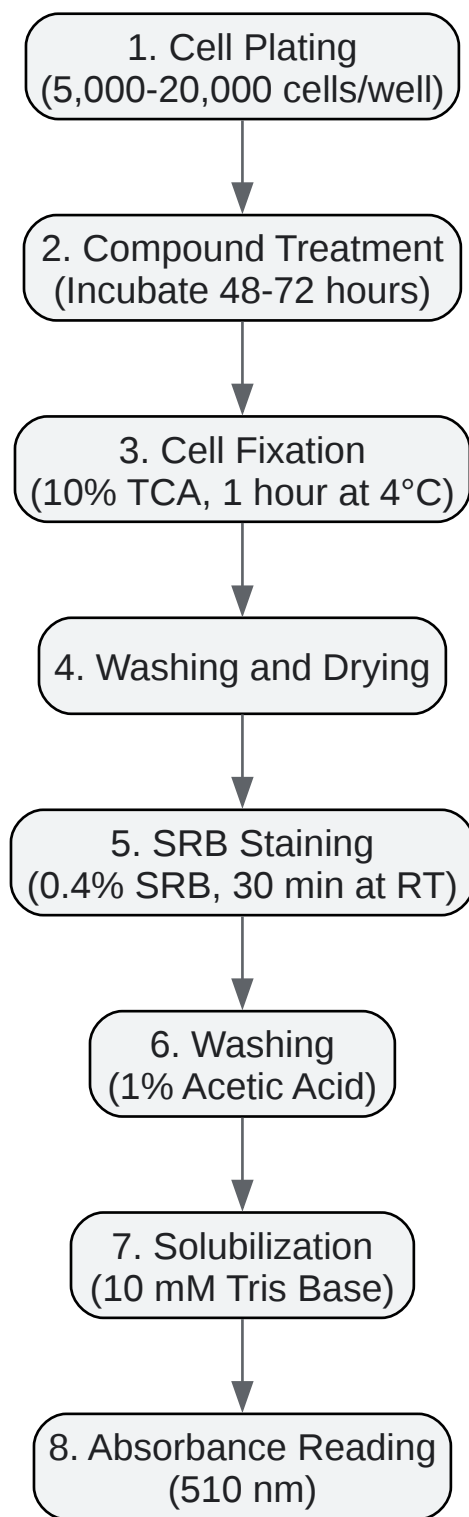 1. Cell Plating
(5,000-20,000 cells/well)
2. Compound Treatment
(Incubate 48-72 hours)
3. Cell Fixation
(10% TCA, 1 hour at 4°C)
4. Washing and Drying
5. SRB Staining
(0.4% SRB, 30 min at RT)
6. Washing
(1% Acetic Acid)
7. Solubilization
(10 mM Tris Base)
8. Absorbance Reading
(510 nm)